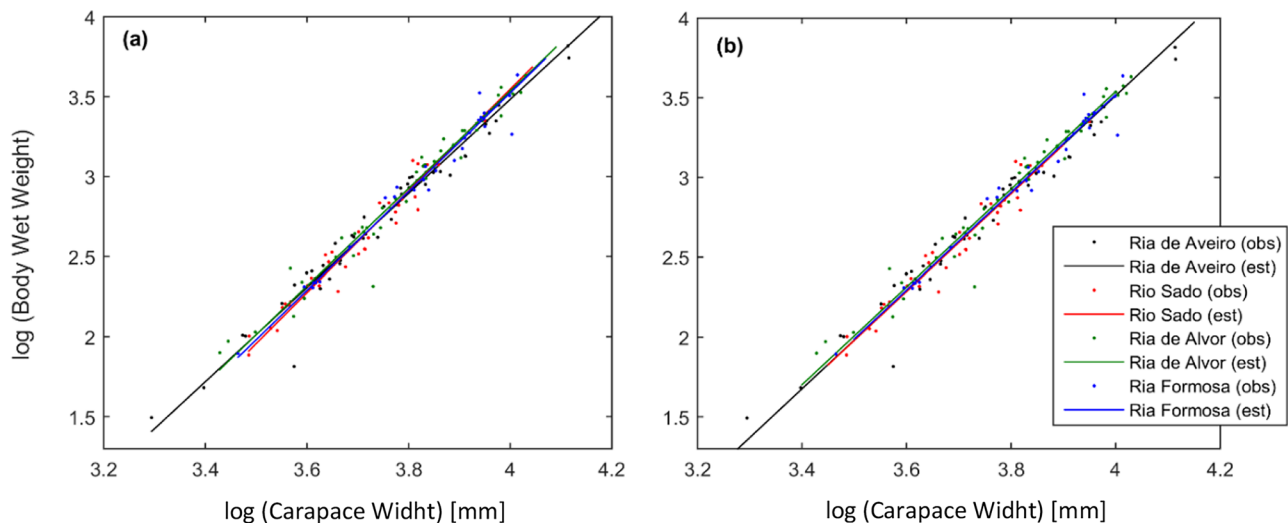 (a)
log (Body Wet Weight)
4
3.5
3
2.5
2
1.5
3.2 3.4 3.6 3.8 4 4.2
log (Carapace Widht) [mm]
(b)
4
3.5
3
2.5
2
1.5
3.2 3.4 3.6 3.8 4 4.2
log (Carapace Widht) [mm]
Ria de Aveiro (obs)
Ria de Aveiro (est)
Rio Sado (obs)
Rio Sado (est)
Ria de Alvor (obs)
Ria de Alvor (est)
Ria Formosa (obs)
Ria Formosa (est)